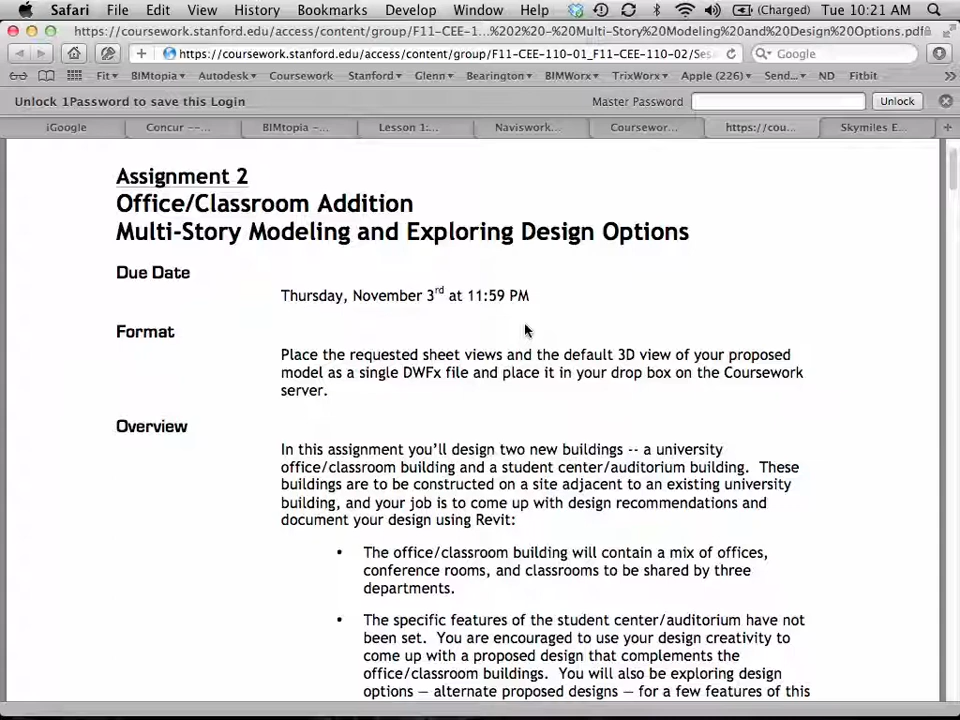 Safari File Edit View History Bookmarks Develop Window Help (Charged) Tue 10:21 AM
https://coursework.stanford.edu/access/content/group/F11-CEE-1...%202%20-%20Multi-Story%20Modeling%20and%20Design%20Options.pdf
https://coursework.stanford.edu/access/content/group/F11-CEE-110-01_F11-CEE-110-02/Ses Google
Fit BIMtopia Autodesk Coursework Stanford Glenn Bearington BIMWorx TrixWorx Apple (226) Send... ND Fitbit
Unlock 1Password to save this Login Master Password Unlock
iGoogle Concur --... BIMtopia –... Lesson 1:... Naviswork... Coursewor... https://cou... Skymiles E...
Assignment 2
Office/Classroom Addition
Multi-Story Modeling and Exploring Design Options
Due Date
Thursday, November 3rd at 11:59 PM
Format
Place the requested sheet views and the default 3D view of your proposed
model as a single DWFx file and place it in your drop box on the Coursework
server.
Overview
In this assignment you'll design two new buildings -- a university
office/classroom building and a student center/auditorium building. These
buildings are to be constructed on a site adjacent to an existing university
building, and your job is to come up with design recommendations and
document your design using Revit:
• The office/classroom building will contain a mix of offices,
conference rooms, and classrooms to be shared by three
departments.
• The specific features of the student center/auditorium have not
been set. You are encouraged to use your design creativity to
come up with a proposed design that complements the
office/classroom buildings. You will also be exploring design
options — alternate proposed designs — for a few features of this